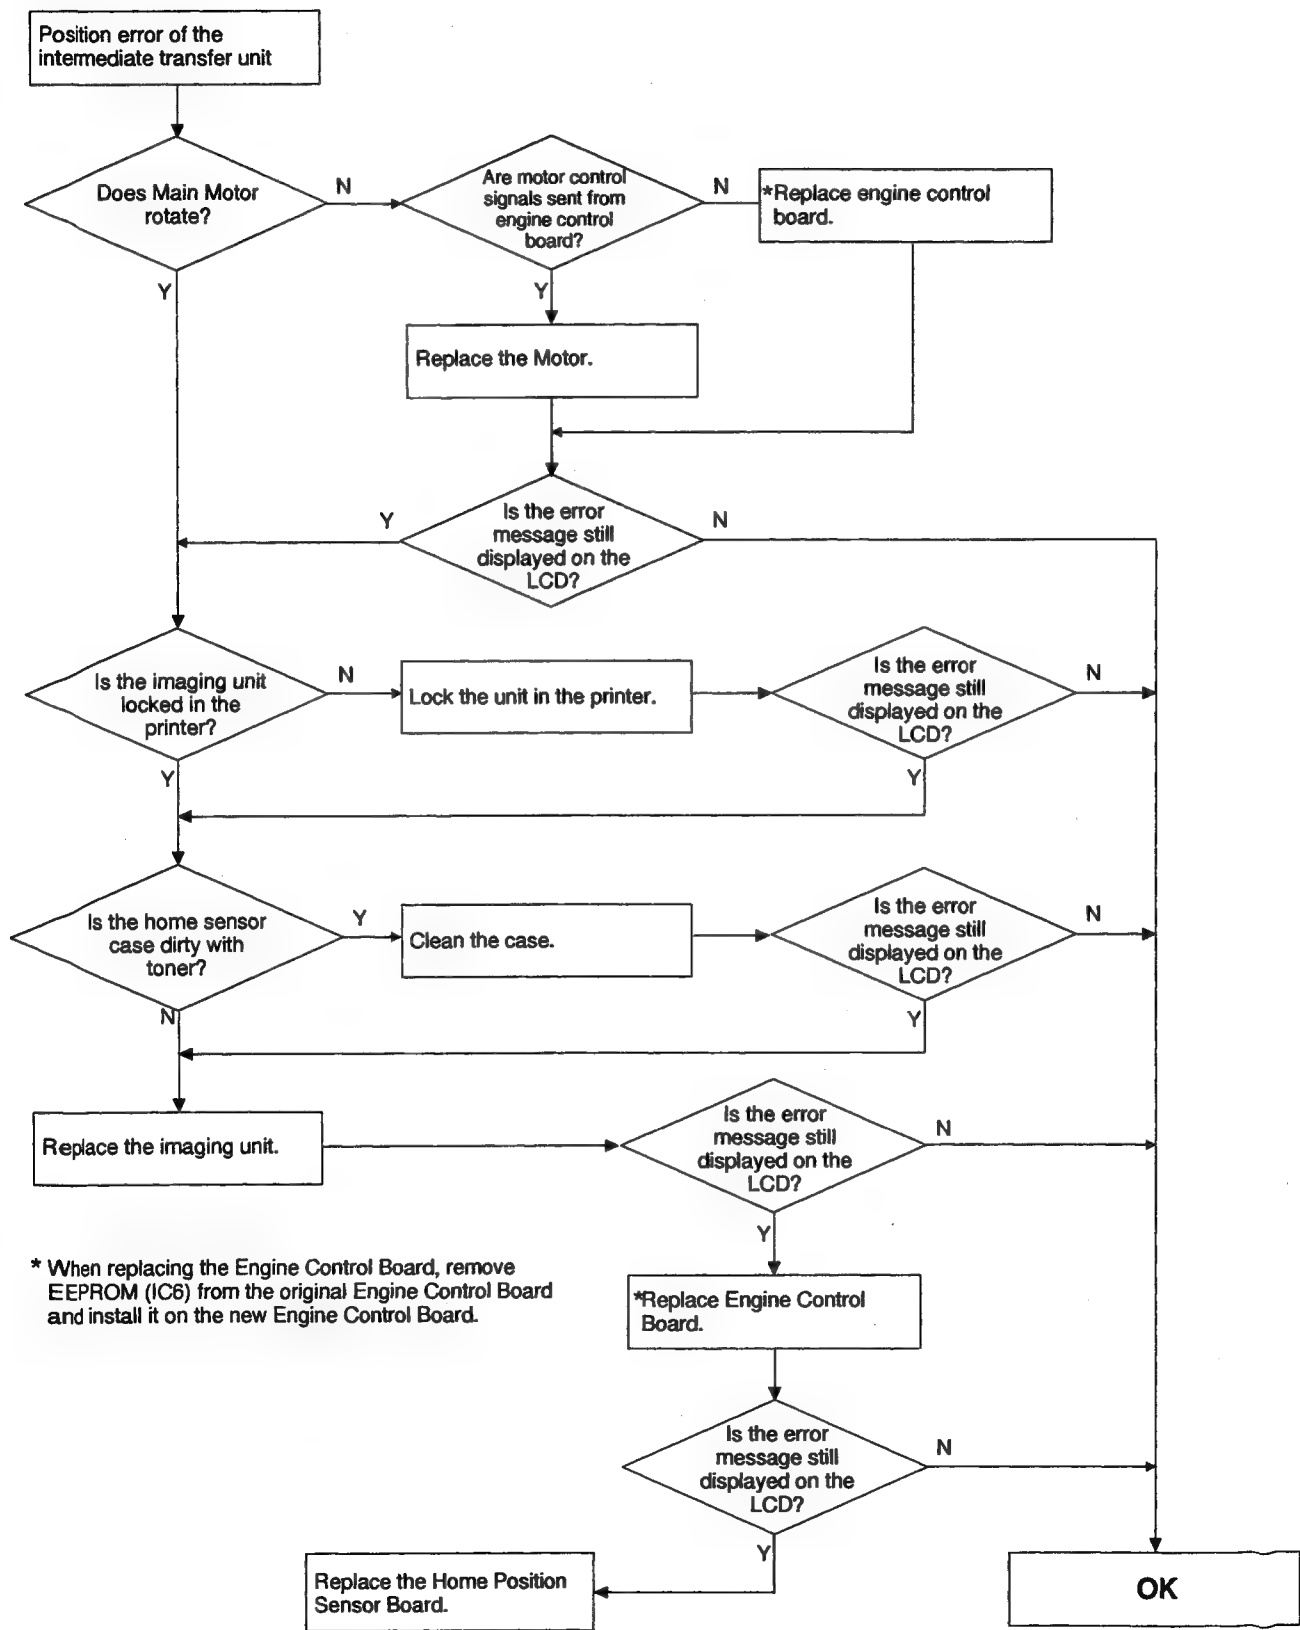 Position error of the
intermediate transfer unit
Does Main Motor
rotate?
N
Are motor control
signals sent from
engine control
board?
N
*Replace engine control
board.
Y
Y
Replace the Motor.
Y
Is the error
message still
displayed on the
LCD?
N
Is the imaging unit
locked in the
printer?
N
Lock the unit in the printer.
Is the error
message still
displayed on the
LCD?
N
Y
Y
Is the home sensor
case dirty with
toner?
Y
Clean the case.
Is the error
message still
displayed on the
LCD?
N
N
Y
Replace the imaging unit.
Is the error
message still
displayed on the
LCD?
N
Y
* When replacing the Engine Control Board, remove
EEPROM (IC6) from the original Engine Control Board
and install it on the new Engine Control Board.
*Replace Engine Control
Board.
Is the error
message still
displayed on the
LCD?
N
Y
Replace the Home Position
Sensor Board.
OK